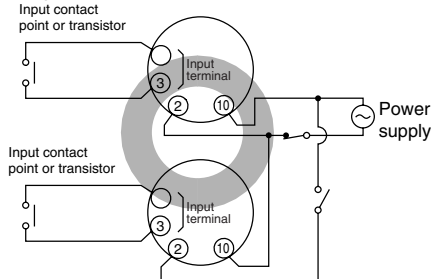 Input contact
point or transistor
Input
terminal
3
2
10
Power
supply
Input contact
point or transistor
Input
terminal
3
2
10